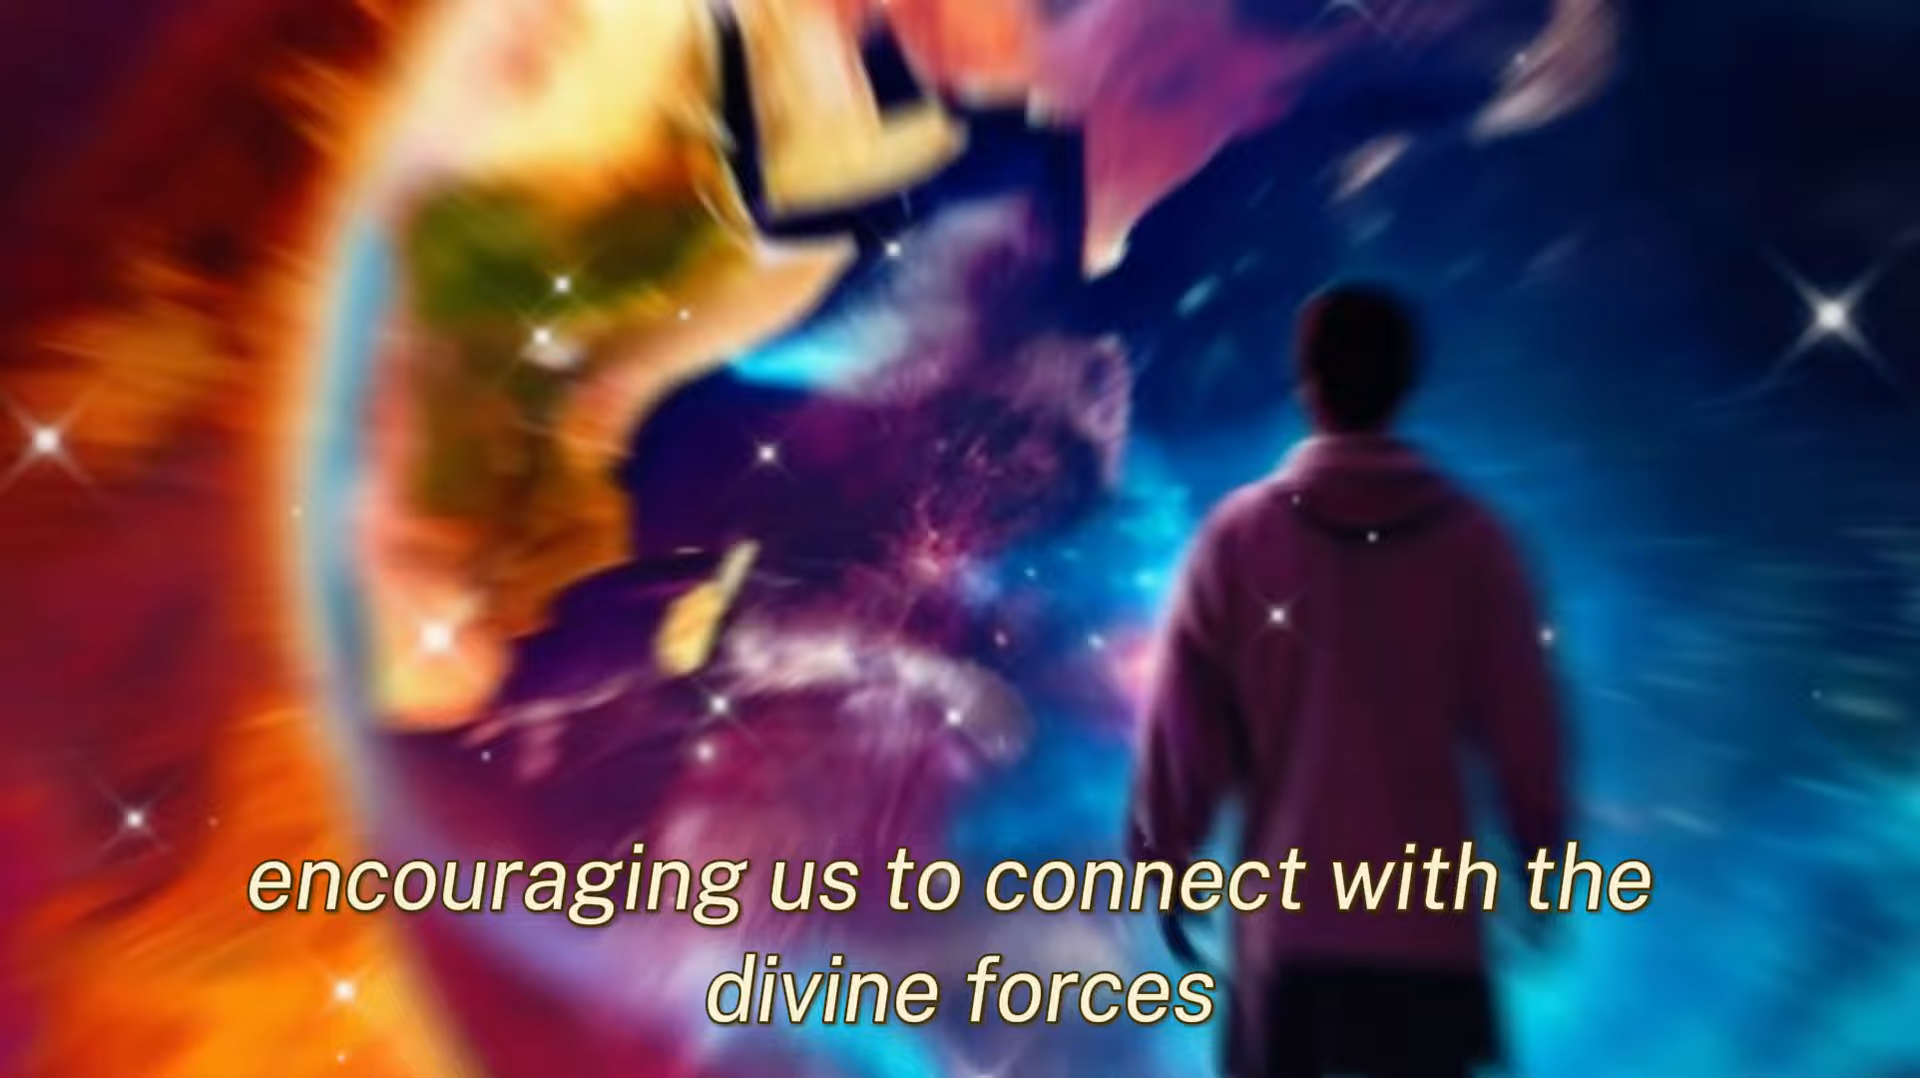 encouraging us to connect with the
divine forces